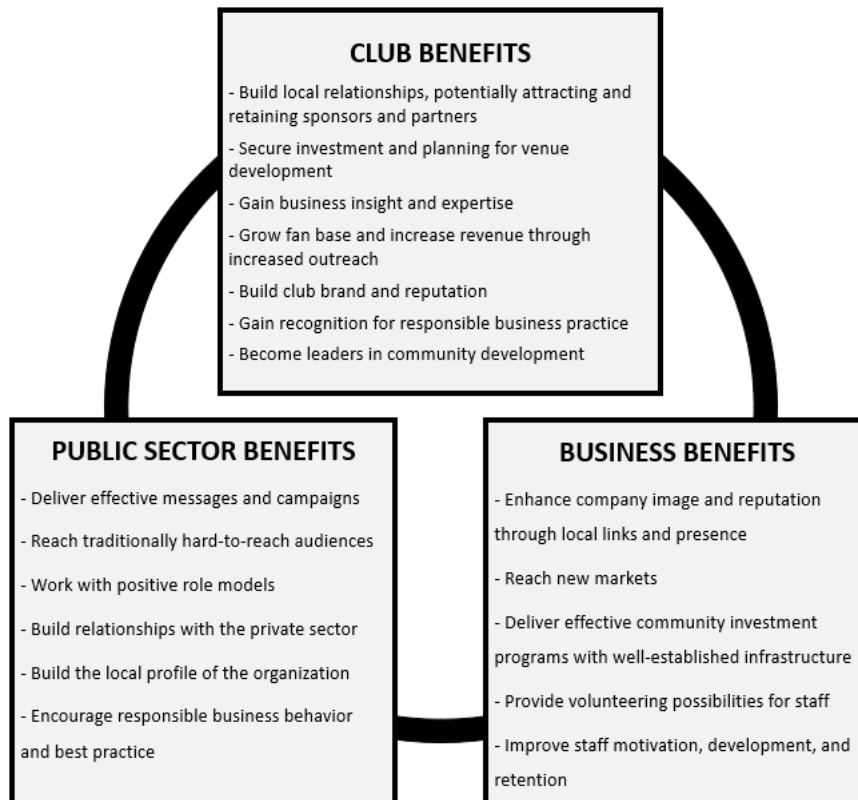 CLUB BENEFITS
- Build local relationships, potentially attracting and
retaining sponsors and partners
- Secure investment and planning for venue
development
- Gain business insight and expertise
- Grow fan base and increase revenue through
increased outreach
- Build club brand and reputation
- Gain recognition for responsible business practice
- Become leaders in community development
PUBLIC SECTOR BENEFITS
- Deliver effective messages and campaigns
- Reach traditionally hard-to-reach audiences
- Work with positive role models
- Build relationships with the private sector
- Build the local profile of the organization
- Encourage responsible business behavior
and best practice
BUSINESS BENEFITS
- Enhance company image and reputation
through local links and presence
- Reach new markets
- Deliver effective community investment
programs with well-established infrastructure
- Provide volunteering possibilities for staff
- Improve staff motivation, development, and
retention